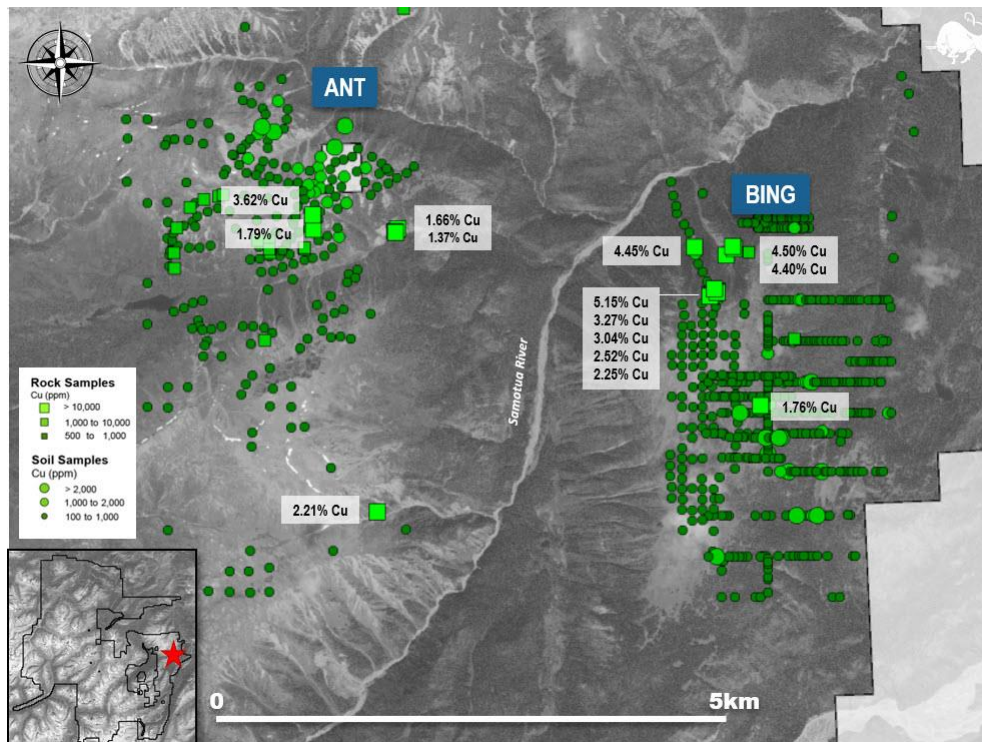 ANT
BING
3.62% Cu
1.79% Cu
1.66% Cu
1.37% Cu
4.45% Cu
4.50% Cu
4.40% Cu
5.15% Cu
3.27% Cu
3.04% Cu
2.52% Cu
2.25% Cu
Samotua River
1.76% Cu
2.21% Cu
Rock Samples
Cu (ppm)
> 10,000
1,000 to 10,000
500 to 1,000
Soil Samples
Cu (ppm)
> 2,000
1,000 to 2,000
100 to 1,000
0
5km